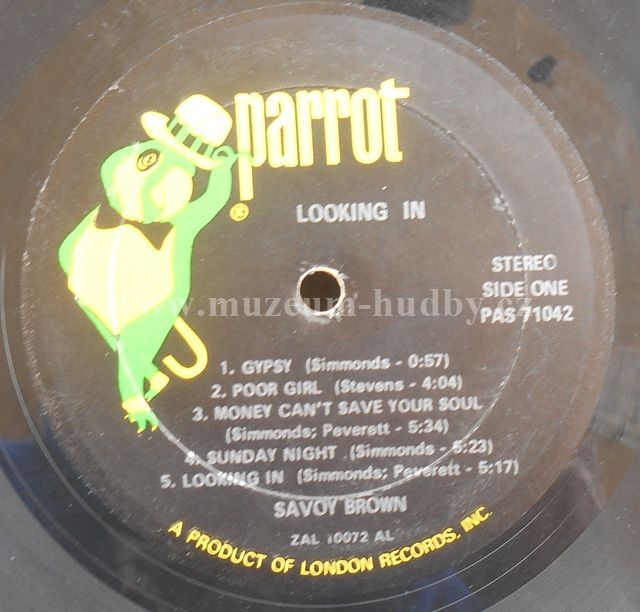 parrot
®
LOOKING IN
STEREO
SIDE ONE
PAS 71042
www.muzeum-hudby.cz
1. GYPSY (Simmonds - 0:57)
2. POOR GIRL (Stevens - 4:04)
3. MONEY CAN'T SAVE YOUR SOUL
(Simmonds; Peverett - 5:34)
4. SUNDAY NIGHT (Simmonds - 5:23)
5. LOOKING IN (Simmonds; Peverett - 5:17)
SAVOY BROWN
ZAL 10072 AL
A PRODUCT OF LONDON RECORDS, INC.